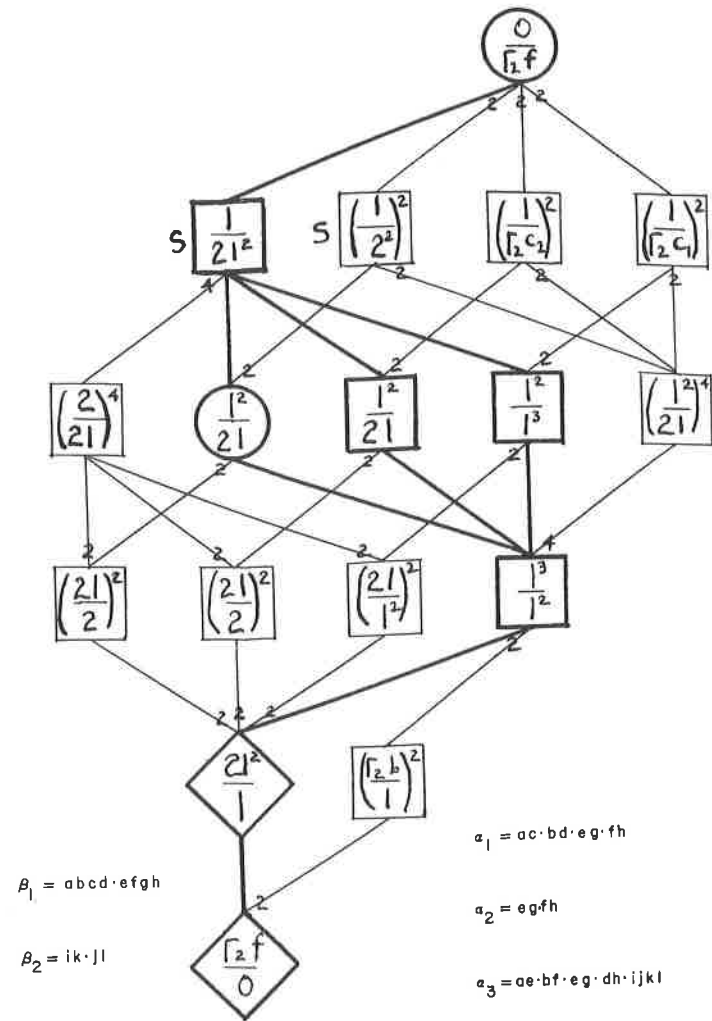 0
Γ₂f
2 2 2
S 1/21² S (1/2²)² (1/Γ₂c₂)² (1/Γ₂c₁)²
4 2 2 2
2 2 2
(2/21)⁴ 1²/21 1²/21 1²/1³ (1²/21)⁴
2 2 2
2 2 2 4
(21/2)² (21/2)² (21/1²)² 1³/1²
2
2 2 2
21²/1 (Γ₂b/1)²
α₁ = ac·bd·eg·fh
β₁ = abcd·efgh
2
α₂ = eg·fh
Γ₂f/0
β₂ = ik·jl
α₃ = ae·bf·eg·dh·ijkl